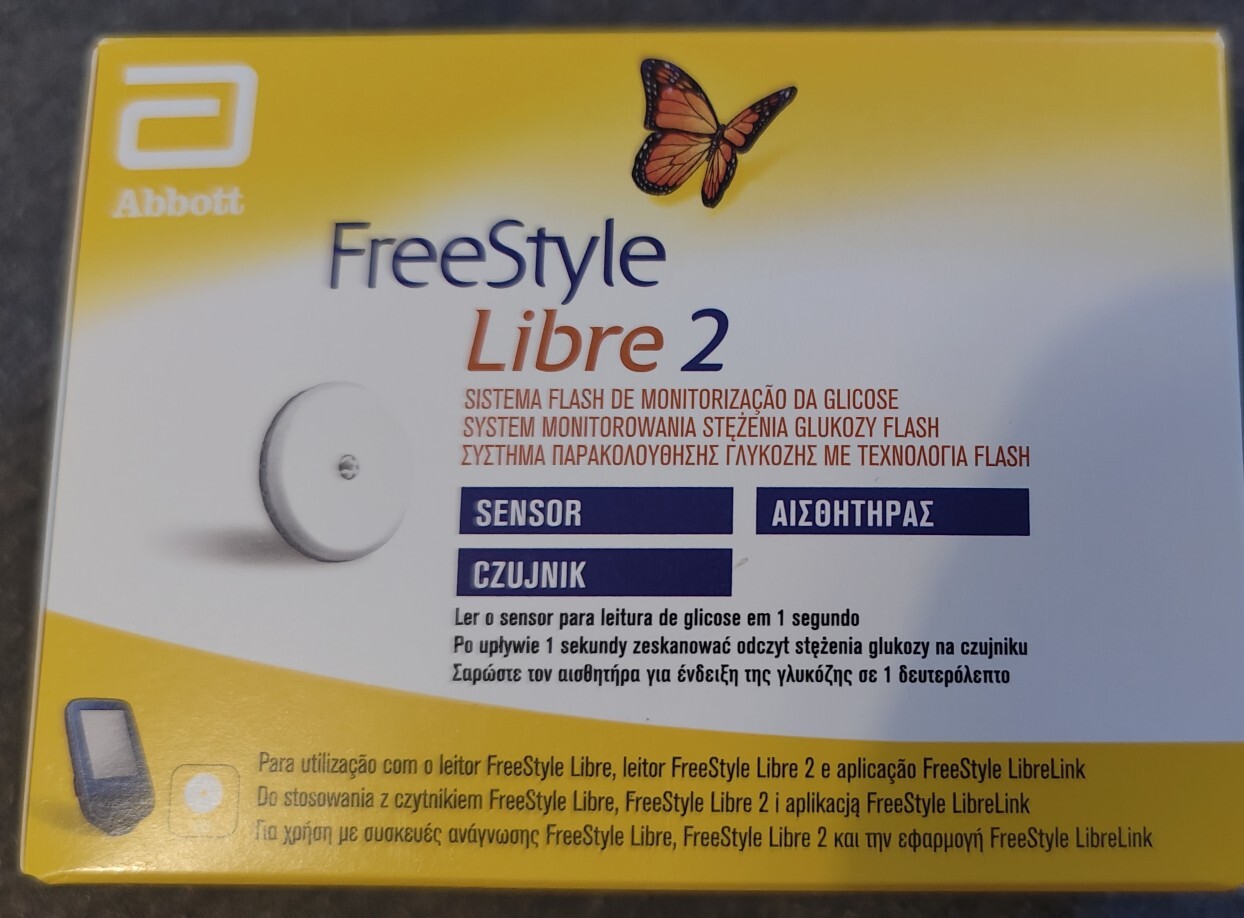 Abbott
FreeStyle
Libre 2
SISTEMA FLASH DE MONITORIZAÇÃO DA GLICOSE
SYSTEM MONITOROWANIA STĘŻENIA GLUKOZY FLASH
ΣΥΣΤΗΜΑ ΠΑΡΑΚΟΛΟΥΘΗΣΗΣ ΓΛΥΚΟΖΗΣ ΜΕ ΤΕΧΝΟΛΟΓΙΑ FLASH
SENSOR
ΑΙΣΘΗΤΗΡΑΣ
CZUJNIK
Ler o sensor para leitura de glicose em 1 segundo
Po upływie 1 sekundy zeskanować odczyt stężenia glukozy na czujniku
Σαρώστε τον αισθητήρα για ένδειξη της γλυκόζης σε 1 δευτερόλεπτο
Para utilização com o leitor FreeStyle Libre, leitor FreeStyle Libre 2 e aplicação FreeStyle LibreLink
Do stosowania z czytnikiem FreeStyle Libre, FreeStyle Libre 2 i aplikacją FreeStyle LibreLink
Για χρήση με συσκευές ανάγνωσης FreeStyle Libre, FreeStyle Libre 2 και την εφαρμογή FreeStyle LibreLink